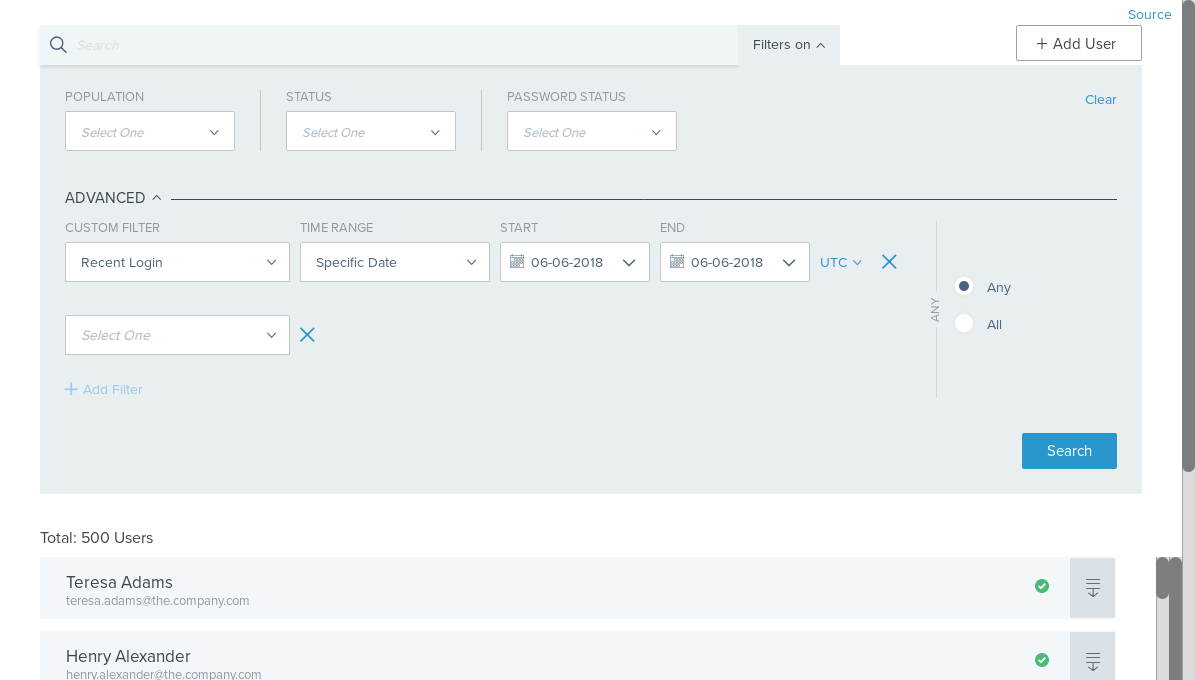 Source
Search
Filters on
Add User
POPULATION
STATUS
PASSWORD STATUS
Clear
Select One
Select One
Select One
ADVANCED
CUSTOM FILTER
TIME RANGE
START
END
Recent Login
Specific Date
06-06-2018
06-06-2018
UTC
ANY
Any
All
Select One
+ Add Filter
Search
Total: 500 Users
Teresa Adams
teresa.adams@the.company.com
Henry Alexander
henry.alexander@the.company.com